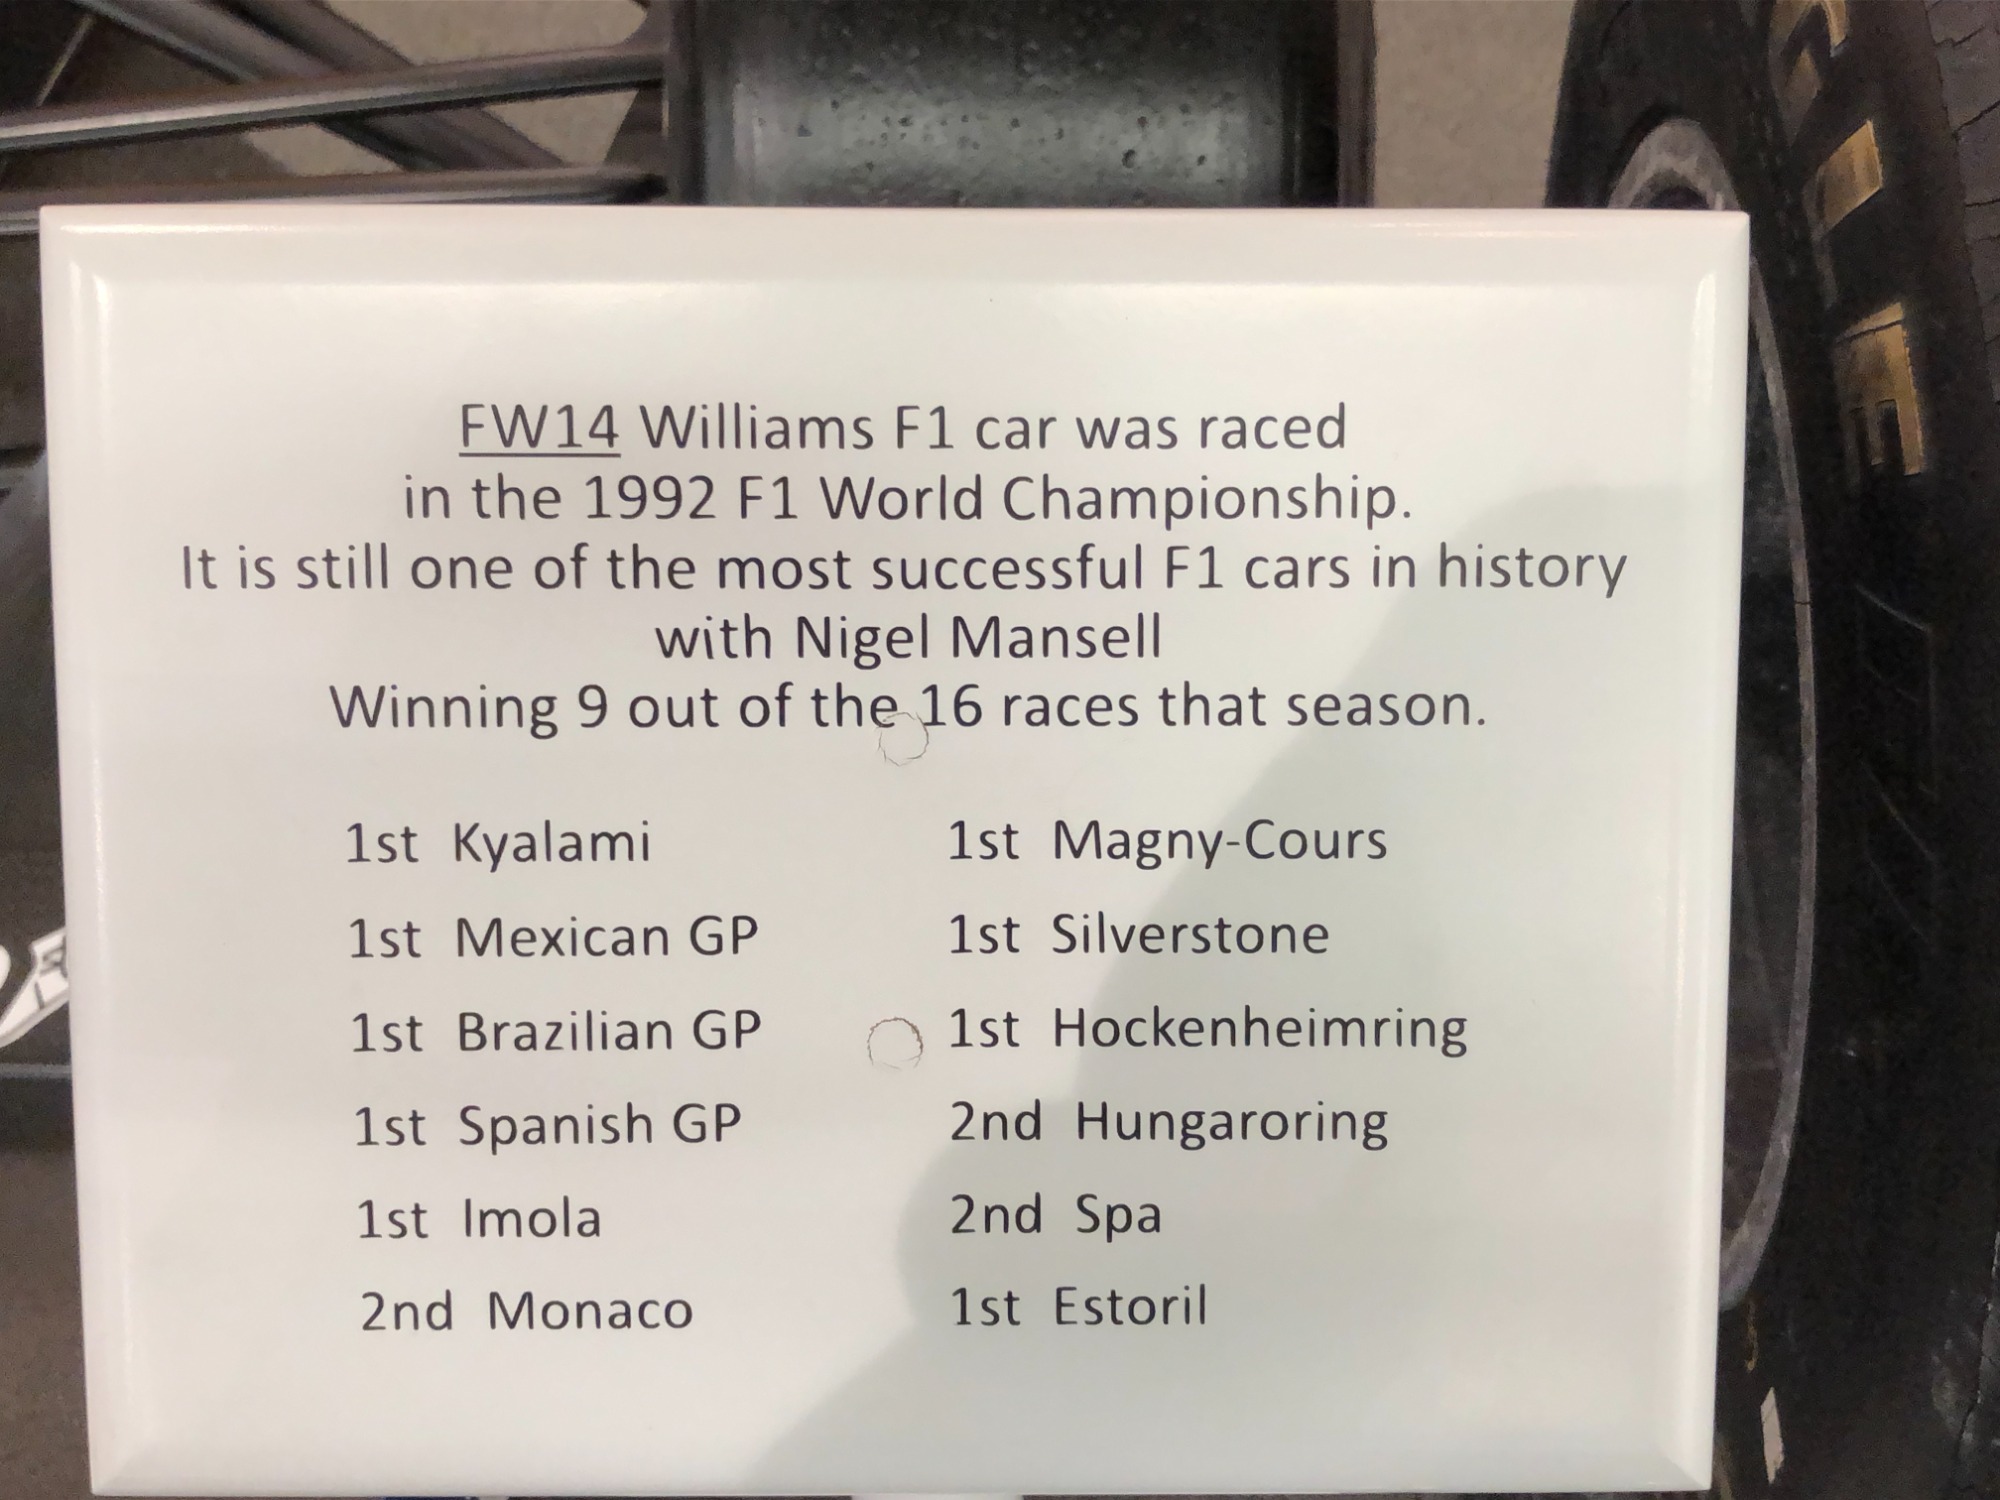 FW14 Williams F1 car was raced
in the 1992 F1 World Championship.
It is still one of the most successful F1 cars in history
with Nigel Mansell
Winning 9 out of the 16 races that season.
1st Kyalami
1st Mexican GP
1st Brazilian GP
1st Spanish GP
1st Imola
2nd Monaco
1st Magny-Cours
1st Silverstone
1st Hockenheimring
2nd Hungaroring
2nd Spa
1st Estoril